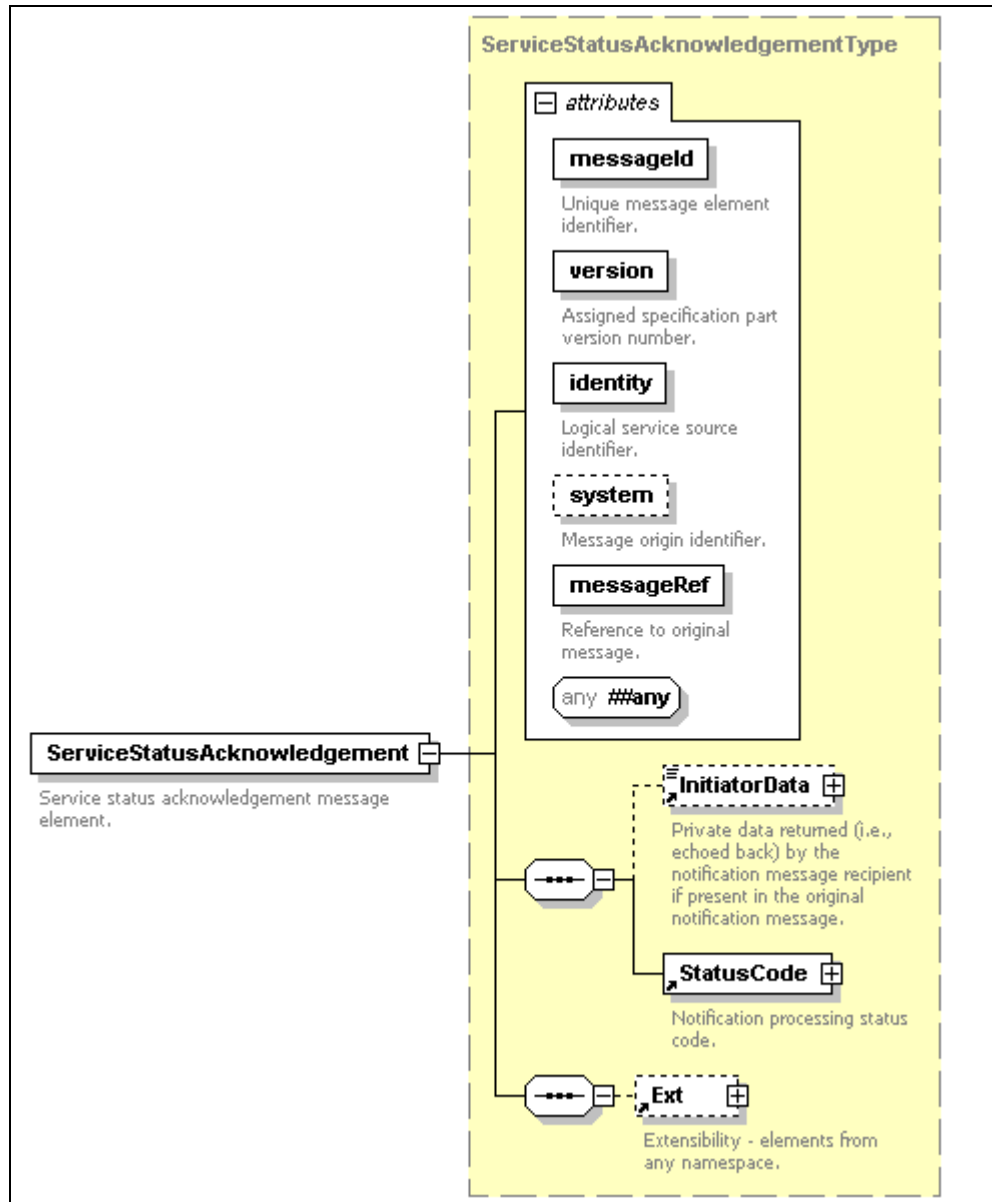 ServiceStatusAcknowledgementType
attributes
messageId
Unique message element
identifier.
version
Assigned specification part
version number.
identity
Logical service source
identifier.
system
Message origin identifier.
messageRef
Reference to original
message.
any ##any
ServiceStatusAcknowledgement
Service status acknowledgement message
element.
InitiatorData
Private data returned (i.e.,
echoed back) by the
notification message recipient
if present in the original
notification message.
StatusCode
Notification processing status
code.
Ext
Extensibility - elements from
any namespace.